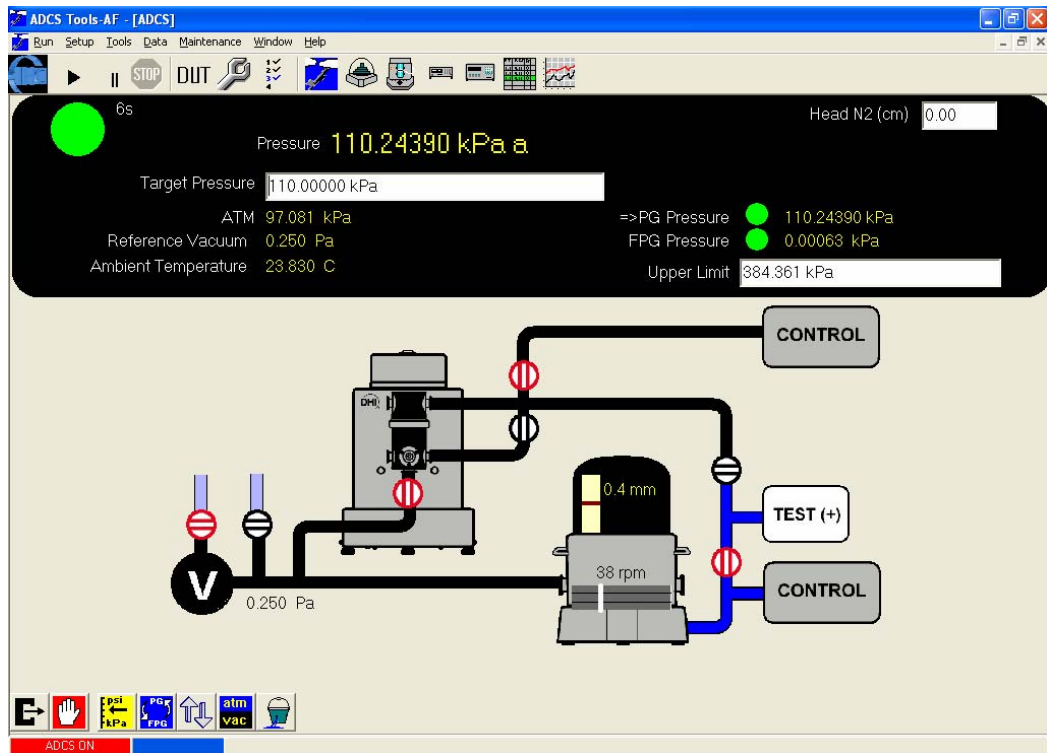 ADCS Tools-AF - [ADCS]
Run Setup Tools Data Maintenance Window Help
STOP DUT
6s
Head N2 (cm) 0.00
Pressure 110.24390 kPa a
Target Pressure 110.00000 kPa
ATM 97.081 kPa
=>PG Pressure 110.24390 kPa
Reference Vacuum 0.250 Pa
FPG Pressure 0.00063 kPa
Ambient Temperature 23.830 C
Upper Limit 384.361 kPa
CONTROL
DHI
0.4 mm
TEST (+)
38 rpm
CONTROL
V
0.250 Pa
psi
kPa
PG
FPG
atm
vac
ADCS ON